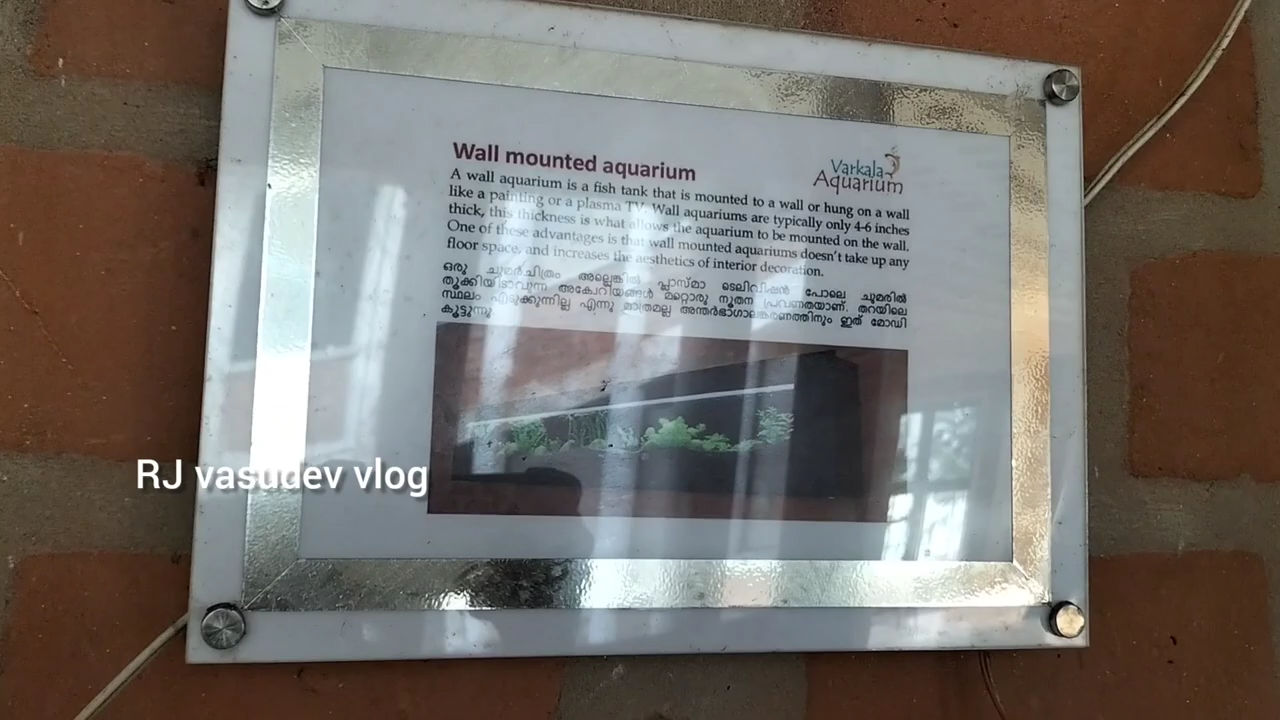 Wall mounted aquarium
Varkala
Aquarium
A wall aquarium is a fish tank that is mounted to a wall or hung on a wall
like a painting or a plasma TV. Wall aquariums are typically only 4-6 inches
thick, this thickness is what allows the aquarium to be mounted on the wall.
One of these advantages is that wall mounted aquariums doesn't take up any
floor space, and increases the aesthetics of interior decoration.
ഒരു ചുമർചിത്രം അല്ലെങ്കിൽ പ്ലാസ്മാ ടെലിവിഷൻ പോലെ ചുമരിൽ
തൂക്കിയിടാവുന്ന അക്വേറിയങ്ങൾ മറ്റൊരു നൂതന പ്രവണതയാണ്. തറയിലെ
സ്ഥലം എടുക്കുന്നില്ല എന്നു മാത്രമല്ല അന്തർഭാഗാലങ്കരണത്തിനും ഇത് മോഡി
കൂട്ടുന്നു
RJ vasudev vlog